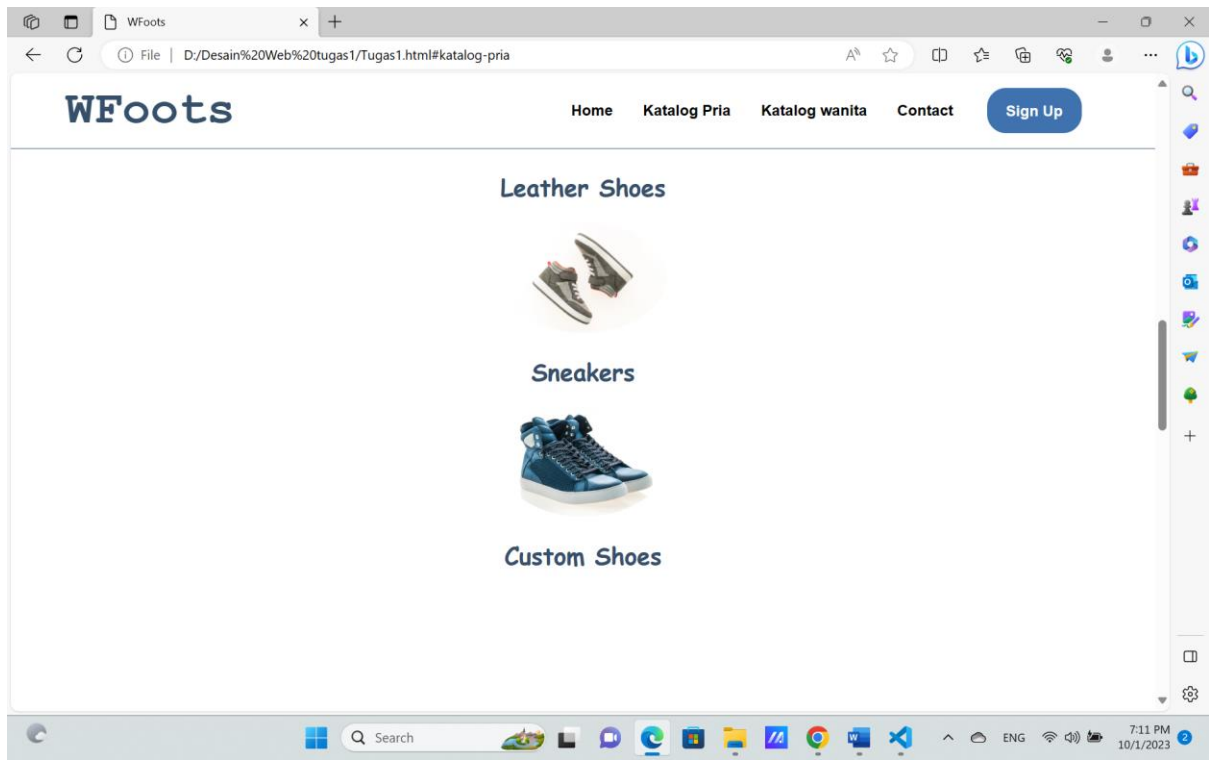 WFoots
File | D:/Desain%20Web%20tugas1/Tugas1.html#katalog-pria
WFoots Home Katalog Pria Katalog wanita Contact Sign Up
Leather Shoes
Sneakers
Custom Shoes
Search ENG 7:11 PM 2
10/1/2023